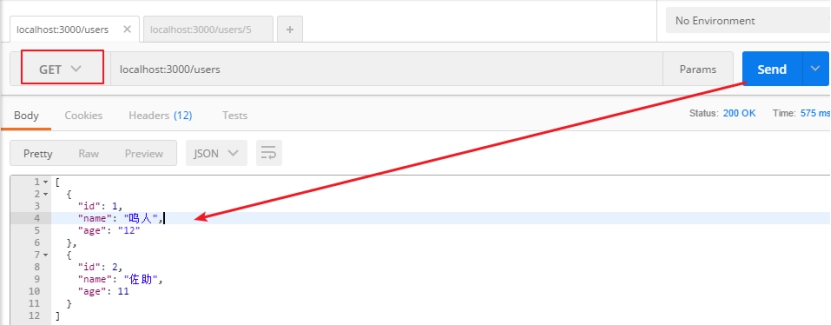 localhost:3000/users
localhost:3000/users/5
No Environment
GET
localhost:3000/users
Params
Send
Body
Cookies
Headers (12)
Tests
Status: 200 OK
Time: 575 ms
Pretty
Raw
Preview
JSON
1 [
2 {
3 "id": 1,
4 "name": "鸣人",
5 "age": "12"
6 },
7 {
8 "id": 2,
9 "name": "佐助",
10 "age": 11
11 }
12 ]